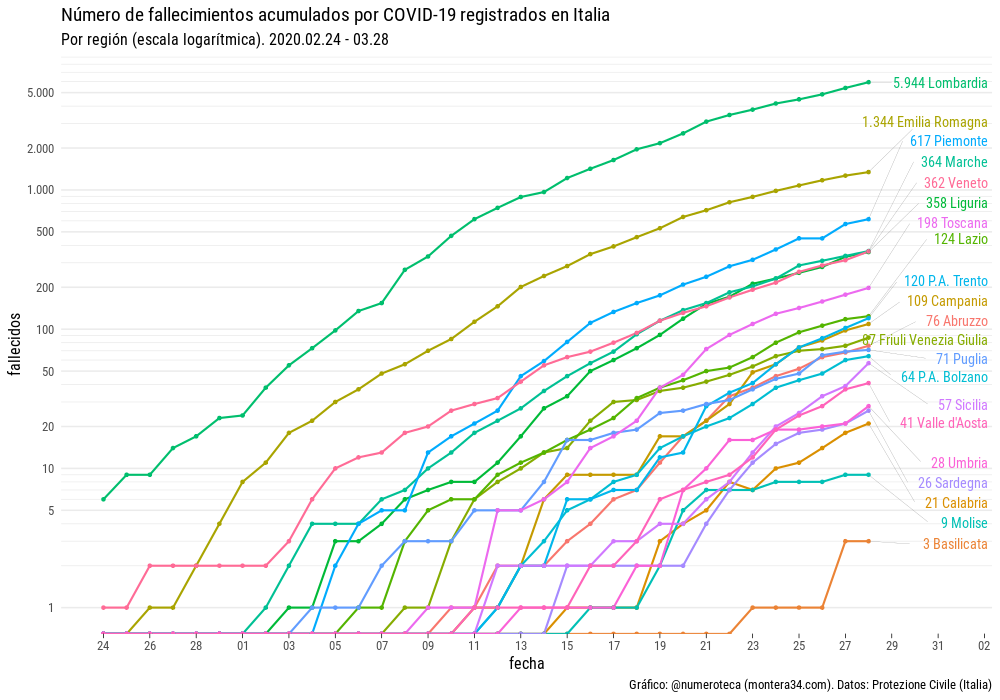 Número de fallecimientos acumulados por COVID-19 registrados en Italia
Por región (escala logarítmica). 2020.02.24 - 03.28
fallecidos
5.000
2.000
1.000
500
200
100
50
20
10
5
1
5.944 Lombardia
1.344 Emilia Romagna
617 Piemonte
364 Marche
362 Veneto
358 Liguria
198 Toscana
124 Lazio
120 P.A. Trento
109 Campania
76 Abruzzo
87 Friuli Venezia Giulia
71 Puglia
64 P.A. Bolzano
57 Sicilia
41 Valle d'Aosta
28 Umbria
26 Sardegna
21 Calabria
9 Molise
3 Basilicata
24 26 28 01 03 05 07 09 11 13 15 17 19 21 23 25 27 29 31 02
fecha
Gráfico: @numeroteca (montera34.com). Datos: Protezione Civile (Italia)